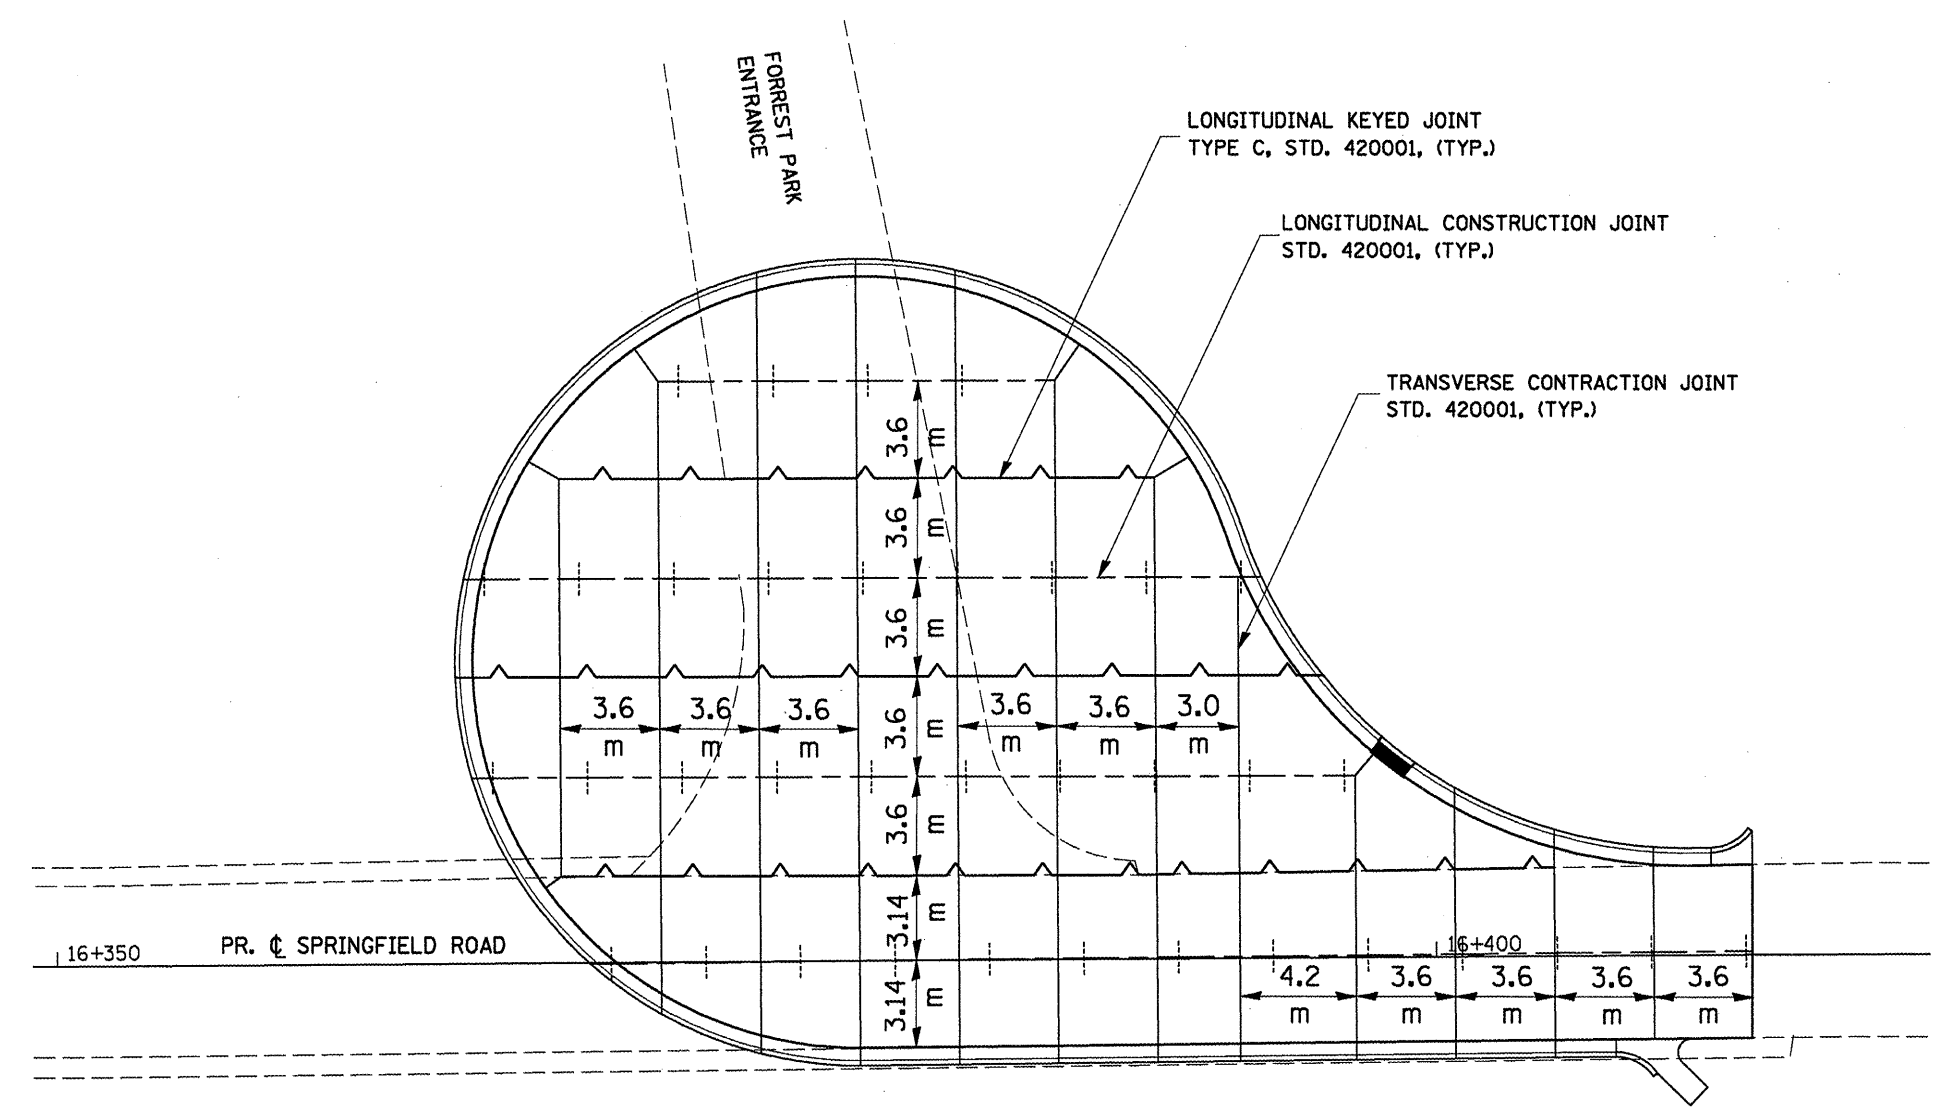 FORREST PARK
ENTRANCE
LONGITUDINAL KEYED JOINT
TYPE C, STD. 420001, (TYP.)
LONGITUDINAL CONSTRUCTION JOINT
STD. 420001, (TYP.)
TRANSVERSE CONTRACTION JOINT
STD. 420001, (TYP.)
3.6 m
3.6 m
3.6 m
3.6 m
3.6 m
3.14 m
3.14 m
3.6 m
3.6 m
3.6 m
3.6 m
3.6 m
3.0 m
16+350
PR. ℄ SPRINGFIELD ROAD
16+400
4.2 m
3.6 m
3.6 m
3.6 m
3.6 m